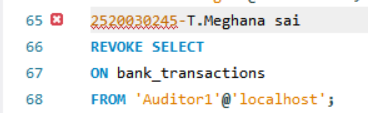 65 2520030245-T.Meghana sai
66 REVOKE SELECT
67 ON bank_transactions
68 FROM 'Auditor1'@'localhost';